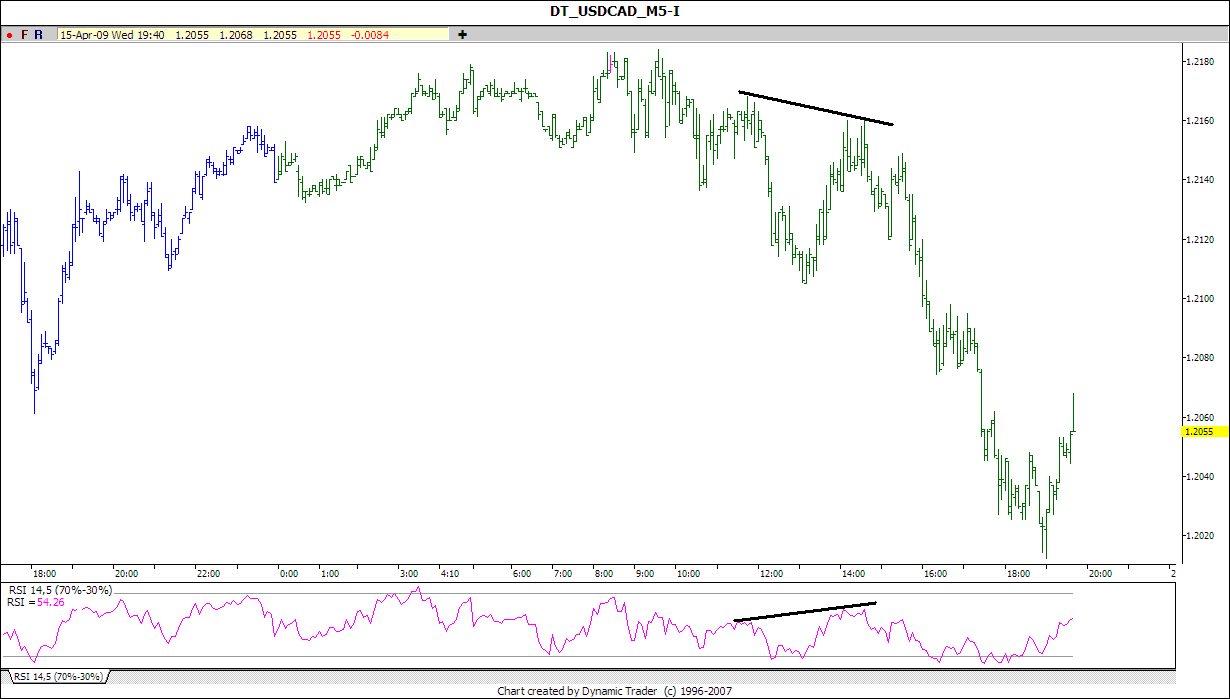 DT_USDCAD_M5-I
F R 15-Apr-09 Wed 19:40 1.2055 1.2068 1.2055 1.2055 -0.0084
1.2180
1.2160
1.2140
1.2120
1.2100
1.2080
1.2060
1.2055
1.2040
1.2020
18:00 20:00 22:00 0:00 1:00 3:00 4:10 6:00 7:00 8:00 9:00 10:00 12:00 14:00 16:00 18:00 20:00 2
RSI 14,5 (70%-30%)
RSI =54.26
RSI 14,5 (70%-30%)
Chart created by Dynamic Trader (c) 1996-2007